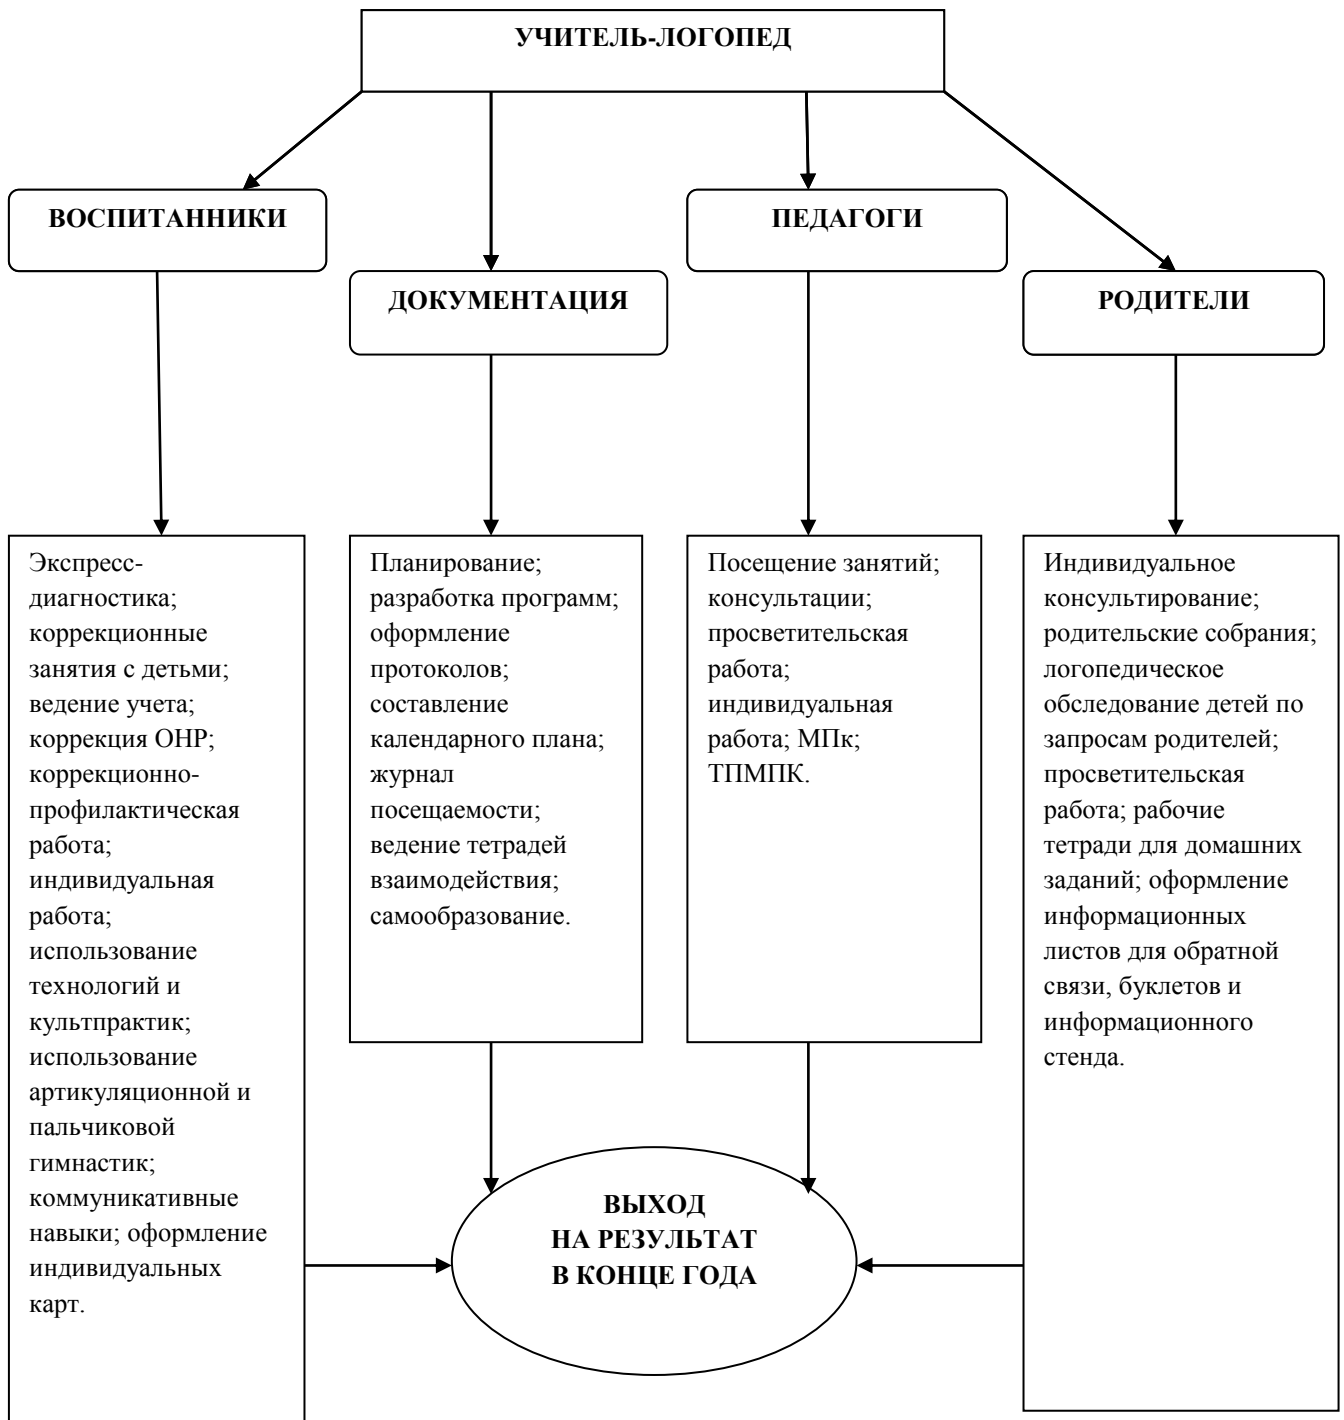 УЧИТЕЛЬ-ЛОГОПЕД
ВОСПИТАННИКИ
ПЕДАГОГИ
ДОКУМЕНТАЦИЯ
РОДИТЕЛИ
Экспресс-
диагностика;
коррекционные
занятия с детьми;
ведение учета;
коррекция ОНР;
коррекционно-
профилактическая
работа;
индивидуальная
работа;
использование
технологий и
культпрактик;
использование
артикуляционной и
пальчиковой
гимнастик;
коммуникативные
навыки; оформление
индивидуальных
карт.
Планирование;
разработка программ;
оформление
протоколов;
составление
календарного плана;
журнал
посещаемости;
ведение тетрадей
взаимодействия;
самообразование.
Посещение занятий;
консультации;
просветительская
работа;
индивидуальная
работа; МПк;
ТПМПК.
Индивидуальное
консультирование;
родительские собрания;
логопедическое
обследование детей по
запросам родителей;
просветительская
работа; рабочие
тетради для домашних
заданий; оформление
информационных
листов для обратной
связи, буклетов и
информационного
стенда.
ВЫХОД
НА РЕЗУЛЬТАТ
В КОНЦЕ ГОДА